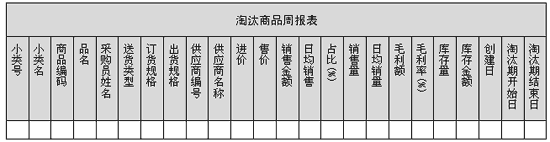 淘汰商品周报表
小类号
小类名
商品编码
品名
采购员姓名
送货类型
订货规格
出货规格
供应商编号
供应商名称
进价
售价
销售金额
日均销售
占比(%)
销售量
日均销量
毛利额
毛利率(%)
库存量
库存金额
创建日
淘汰期开始日
淘汰期结束日